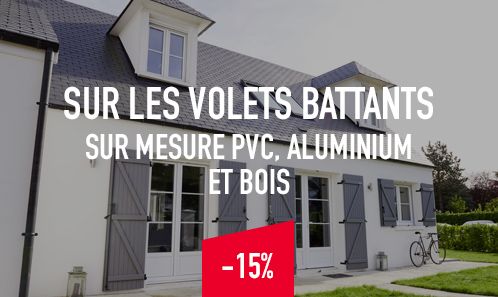 SUR LES VOLETS BATTANTS
SUR MESURE PVC, ALUMINIUM
ET BOIS
-15%